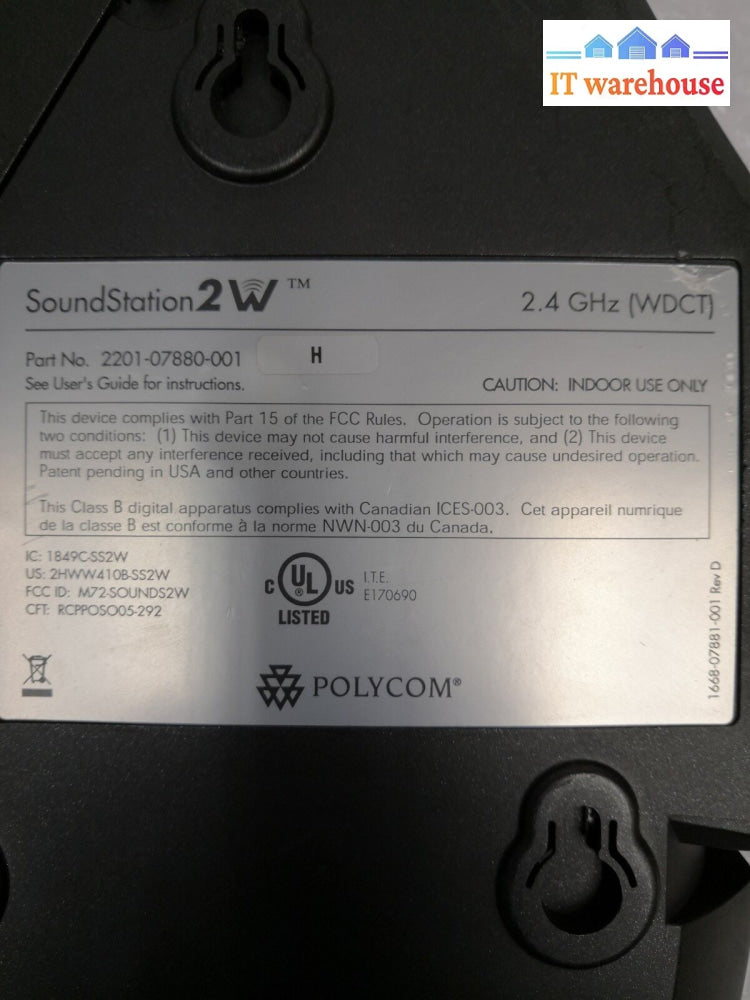 IT warehouse
SoundStation2W™
2.4 GHz (WDCT)
Part No. 2201-07880-001 H
See User's Guide for instructions.
CAUTION: INDOOR USE ONLY
This device complies with Part 15 of the FCC Rules. Operation is subject to the following
two conditions: (1) This device may not cause harmful interference, and (2) This device
must accept any interference received, including that which may cause undesired operation.
Patent pending in USA and other countries.
This Class B digital apparatus complies with Canadian ICES-003. Cet appareil numrique
de la classe B est conforme à la norme NWN-003 du Canada.
IC: 1849C-SS2W
US: 2HWW410B-SS2W
FCC ID: M72-SOUNDS2W
CFT: RCPPOSO05-292
C UL® US
LISTED
I.T.E.
E170690
POLYCOM®
1668-07881-001 Rev D